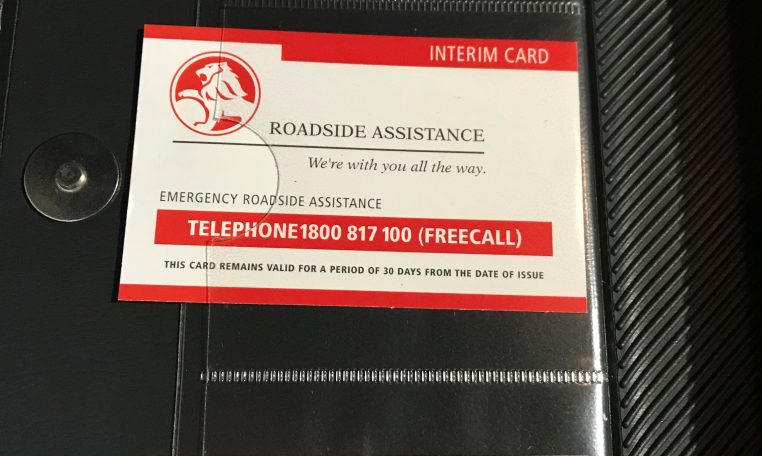 INTERIM CARD
ROADSIDE ASSISTANCE
We're with you all the way.
EMERGENCY ROADSIDE ASSISTANCE
TELEPHONE1800 817 100 (FREECALL)
THIS CARD REMAINS VALID FOR A PERIOD OF 30 DAYS FROM THE DATE OF ISSUE